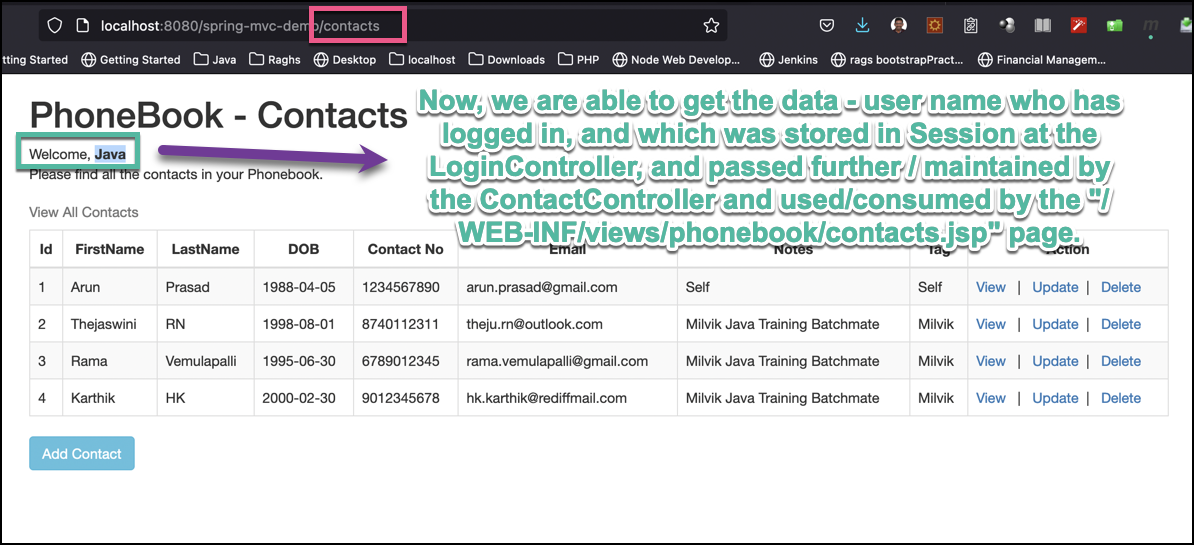 localhost:8080/spring-mvc-demo/contacts
tting Started Getting Started Java Raghs Desktop localhost Downloads PHP Node Web Develop... Jenkins rags bootstrapPract... Financial Managem...
PhoneBook - Contacts
Welcome, Java
Please find all the contacts in your Phonebook.
Now, we are able to get the data - user name who has
logged in, and which was stored in Session at the
LoginController, and passed further / maintained by
the ContactController and used/consumed by the "/
WEB-INF/views/phonebook/contacts.jsp" page.
View All Contacts
Id FirstName LastName DOB Contact No Email Notes Tag Action
1 Arun Prasad 1988-04-05 1234567890 arun.prasad@gmail.com Self Self View | Update | Delete
2 Thejaswini RN 1998-08-01 8740112311 theju.rn@outlook.com Milvik Java Training Batchmate Milvik View | Update | Delete
3 Rama Vemulapalli 1995-06-30 6789012345 rama.vemulapalli@gmail.com Milvik Java Training Batchmate Milvik View | Update | Delete
4 Karthik HK 2000-02-30 9012345678 hk.karthik@rediffmail.com Milvik Java Training Batchmate Milvik View | Update | Delete
Add Contact